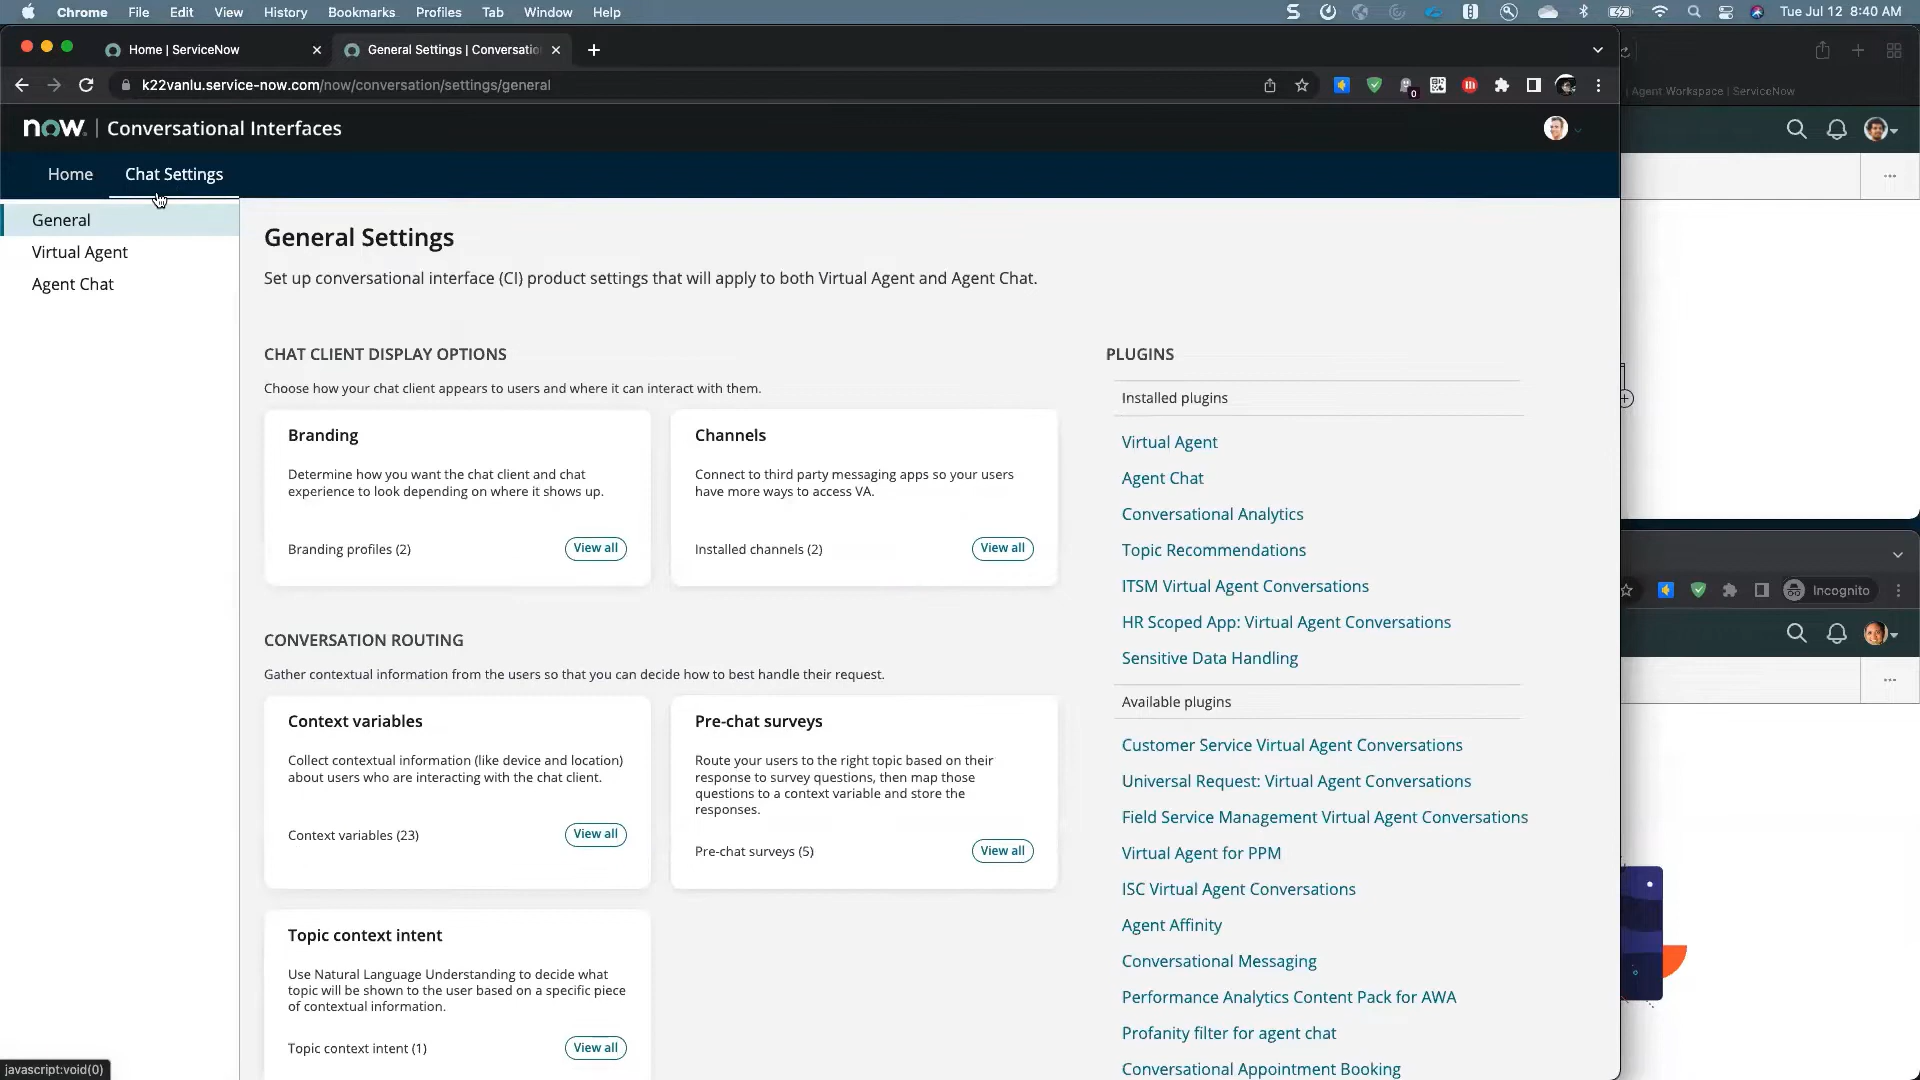 Chrome File Edit View History Bookmarks Profiles Tab Window Help
Tue Jul 12 8:40 AM
Home | ServiceNow
General Settings | Conversatio
k22vanlu.service-now.com/now/conversation/settings/general
0
| Agent Workspace | ServiceNow
now. | Conversational Interfaces
Home
Chat Settings
General
Virtual Agent
Agent Chat
General Settings
Set up conversational interface (CI) product settings that will apply to both Virtual Agent and Agent Chat.
CHAT CLIENT DISPLAY OPTIONS
Choose how your chat client appears to users and where it can interact with them.
Branding
Determine how you want the chat client and chat
experience to look depending on where it shows up.
Branding profiles (2)
View all
Channels
Connect to third party messaging apps so your users
have more ways to access VA.
Installed channels (2)
View all
CONVERSATION ROUTING
Gather contextual information from the users so that you can decide how to best handle their request.
Context variables
Collect contextual information (like device and location)
about users who are interacting with the chat client.
Context variables (23)
View all
Pre-chat surveys
Route your users to the right topic based on their
response to survey questions, then map those
questions to a context variable and store the
responses.
Pre-chat surveys (5)
View all
Topic context intent
Use Natural Language Understanding to decide what
topic will be shown to the user based on a specific piece
of contextual information.
Topic context intent (1)
View all
PLUGINS
Installed plugins
Virtual Agent
Agent Chat
Conversational Analytics
Topic Recommendations
ITSM Virtual Agent Conversations
HR Scoped App: Virtual Agent Conversations
Sensitive Data Handling
Available plugins
Customer Service Virtual Agent Conversations
Universal Request: Virtual Agent Conversations
Field Service Management Virtual Agent Conversations
Virtual Agent for PPM
ISC Virtual Agent Conversations
Agent Affinity
Conversational Messaging
Performance Analytics Content Pack for AWA
Profanity filter for agent chat
Conversational Appointment Booking
Incognito
javascript:void(0)